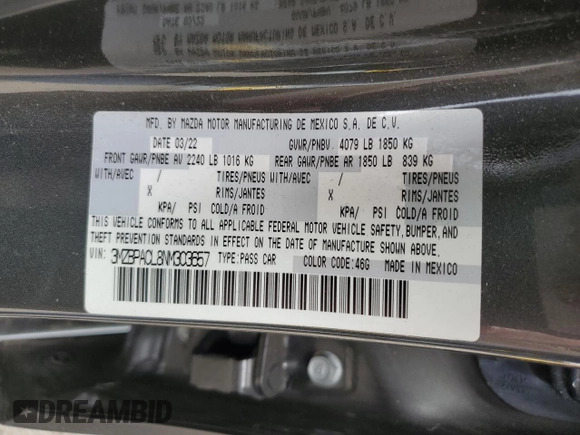 MFD. BY MAZDA MOTOR MANUFACTURING DE MEXICO S.A. DE C.V.
DATE 03/22 GVWR/PNBV. 4079 LB 1850 KG
FRONT GAWR/PNBE AV 2240 LB 1016 KG REAR GAWR/PNBE AR 1850 LB 839 KG
WITH/AVEC / TIRES/PNEUS WITH/AVEC / TIRES/PNEUS
X RIMS/JANTES X RIMS/JANTES
KPA/ PSI COLD/A FROID KPA/ PSI COLD/A FROID
THIS VEHICLE CONFORMS TO ALL APPLICABLE FEDERAL MOTOR VEHICLE SAFETY, BUMPER, AND
THEFT PREVENTION STANDARDS IN EFFECT ON THE DATE OF MANUFACTURE SHOWN ABOVE.
VIN: 3MZBPACL8NM303657 TYPE:PASS CAR COLOR CODE:46G MADE IN MEXICO
DREAMBID